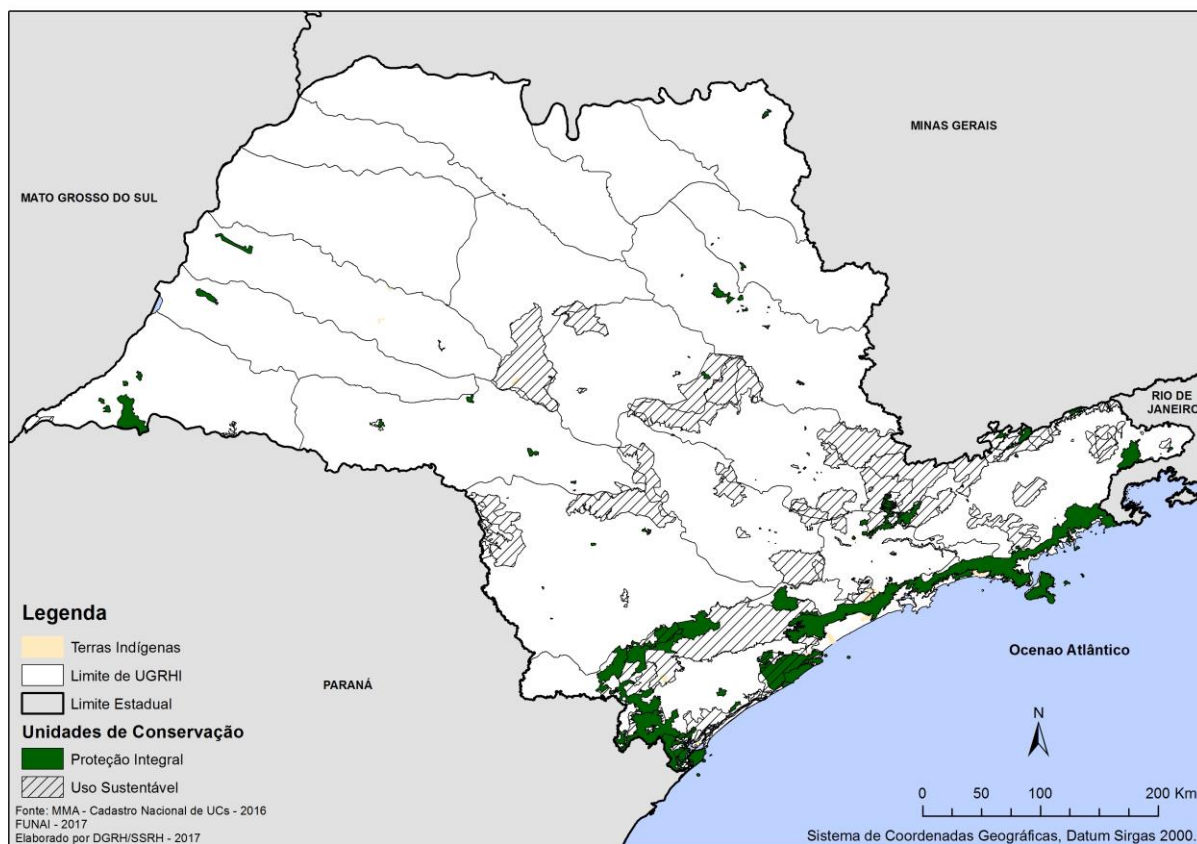 MINAS GERAIS
MATO GROSSO DO SUL
RIO DE
JANEIRO
Ocenao Atlântico
PARANÁ
Legenda
Terras Indígenas
Limite de UGRHI
Limite Estadual
Unidades de Conservação
Proteção Integral
Uso Sustentável
Fonte: MMA - Cadastro Nacional de UCs - 2016
FUNAI - 2017
Elaborado por DGRH/SSRH - 2017
N
0 50 100 200 Km
Sistema de Coordenadas Geográficas, Datum Sirgas 2000.